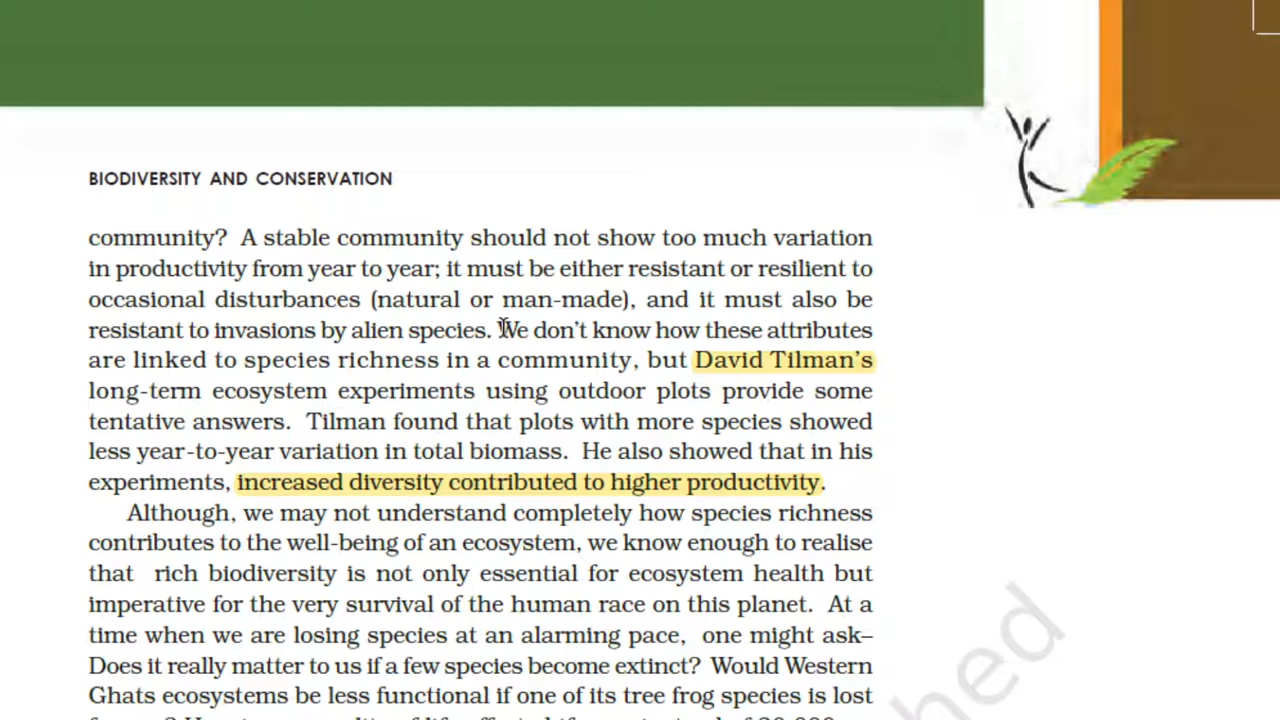 BIODIVERSITY AND CONSERVATION
community? A stable community should not show too much variation
in productivity from year to year; it must be either resistant or resilient to
occasional disturbances (natural or man-made), and it must also be
resistant to invasions by alien species. We don't know how these attributes
are linked to species richness in a community, but David Tilman's
long-term ecosystem experiments using outdoor plots provide some
tentative answers. Tilman found that plots with more species showed
less year-to-year variation in total biomass. He also showed that in his
experiments, increased diversity contributed to higher productivity.
Although, we may not understand completely how species richness
contributes to the well-being of an ecosystem, we know enough to realise
that rich biodiversity is not only essential for ecosystem health but
imperative for the very survival of the human race on this planet. At a
time when we are losing species at an alarming pace, one might ask–
Does it really matter to us if a few species become extinct? Would Western
Ghats ecosystems be less functional if one of its tree frog species is lost
hed